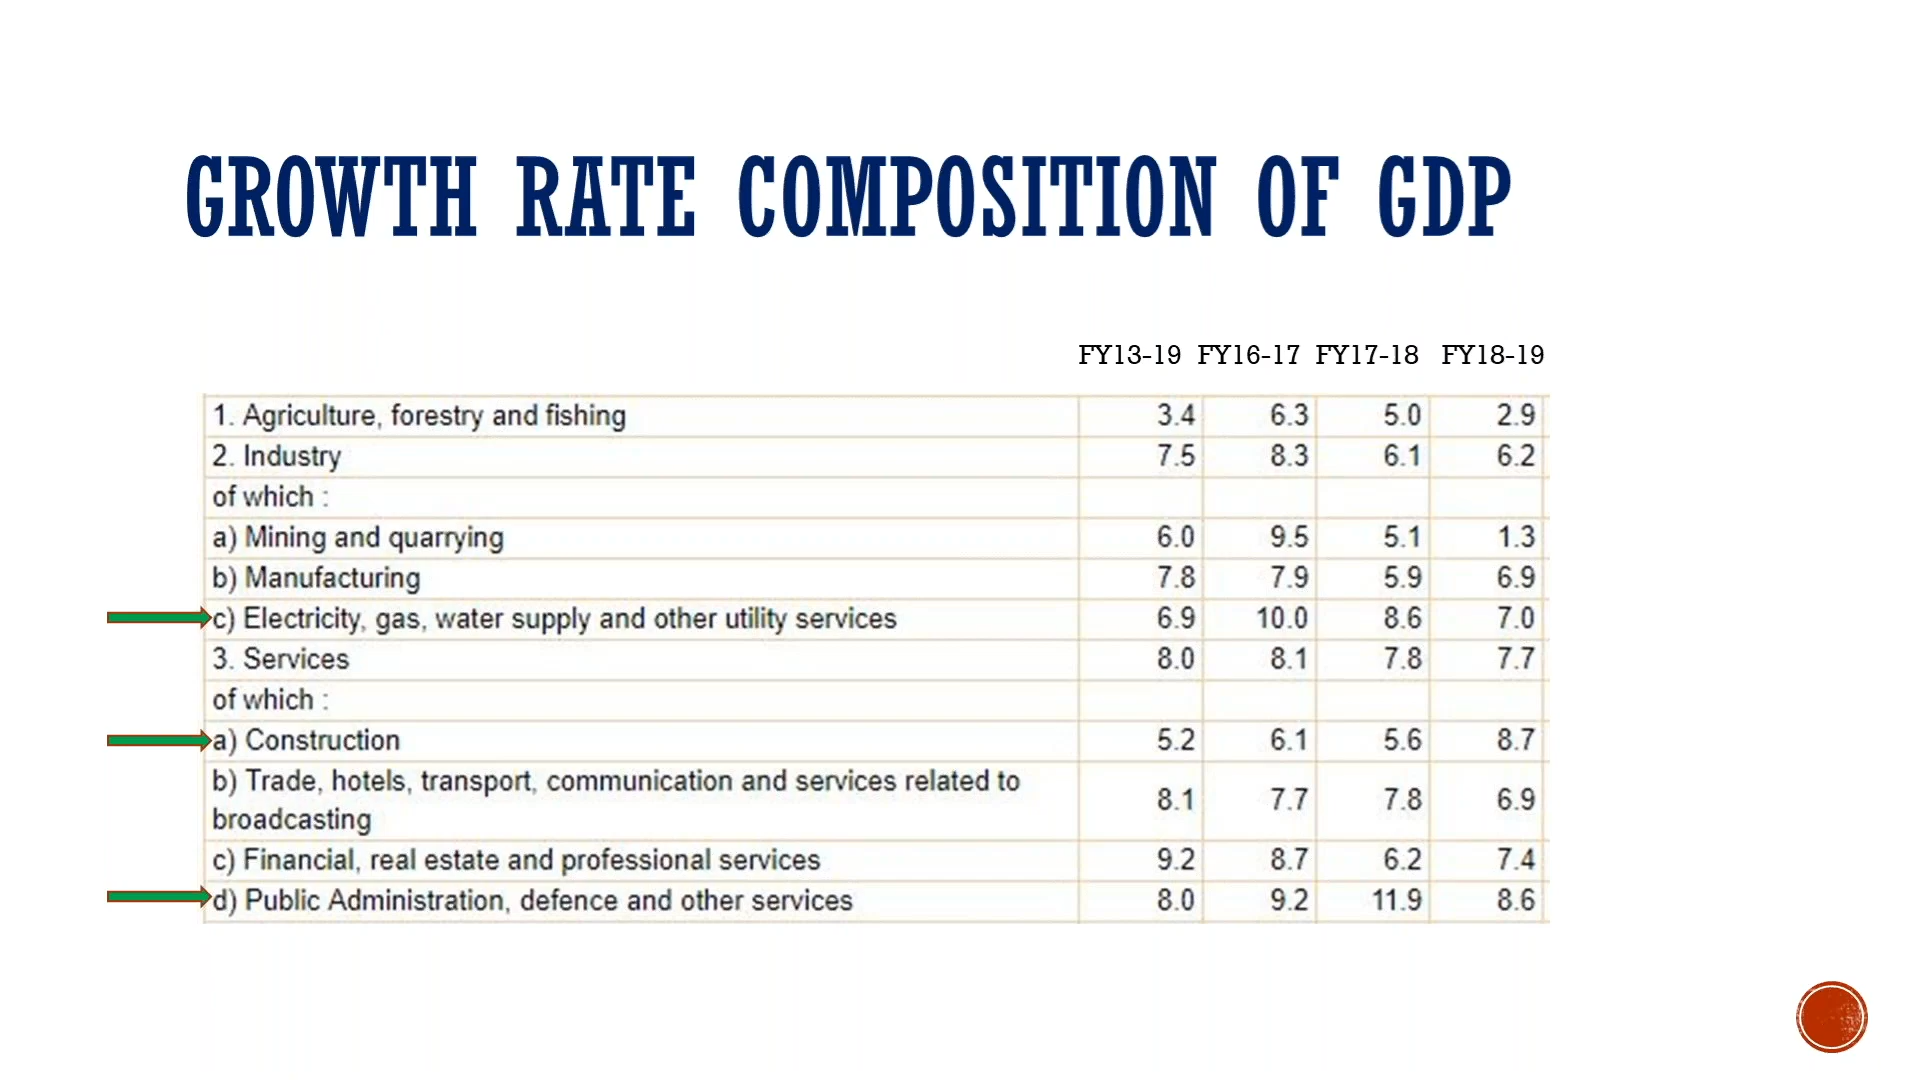 GROWTH RATE COMPOSITION OF GDP
FY13-19 FY16-17 FY17-18 FY18-19
1. Agriculture, forestry and fishing 3.4 6.3 5.0 2.9
2. Industry 7.5 8.3 6.1 6.2
of which :
a) Mining and quarrying 6.0 9.5 5.1 1.3
b) Manufacturing 7.8 7.9 5.9 6.9
c) Electricity, gas, water supply and other utility services 6.9 10.0 8.6 7.0
3. Services 8.0 8.1 7.8 7.7
of which :
a) Construction 5.2 6.1 5.6 8.7
b) Trade, hotels, transport, communication and services related to
broadcasting 8.1 7.7 7.8 6.9
c) Financial, real estate and professional services 9.2 8.7 6.2 7.4
d) Public Administration, defence and other services 8.0 9.2 11.9 8.6